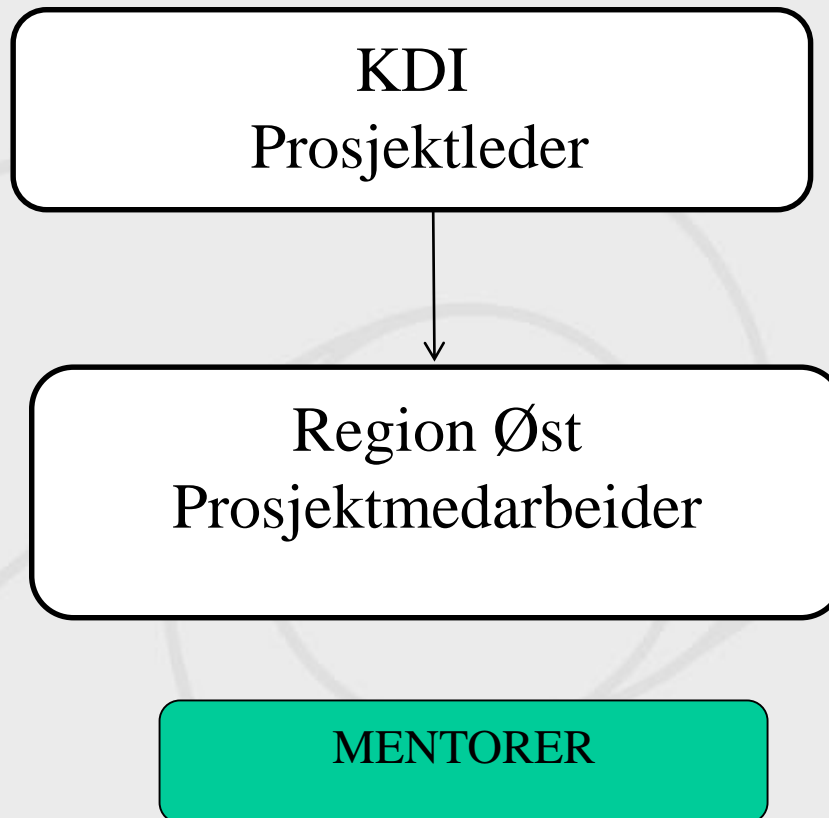 KDI
Prosjektleder
Region Øst
Prosjektmedarbeider
MENTORER